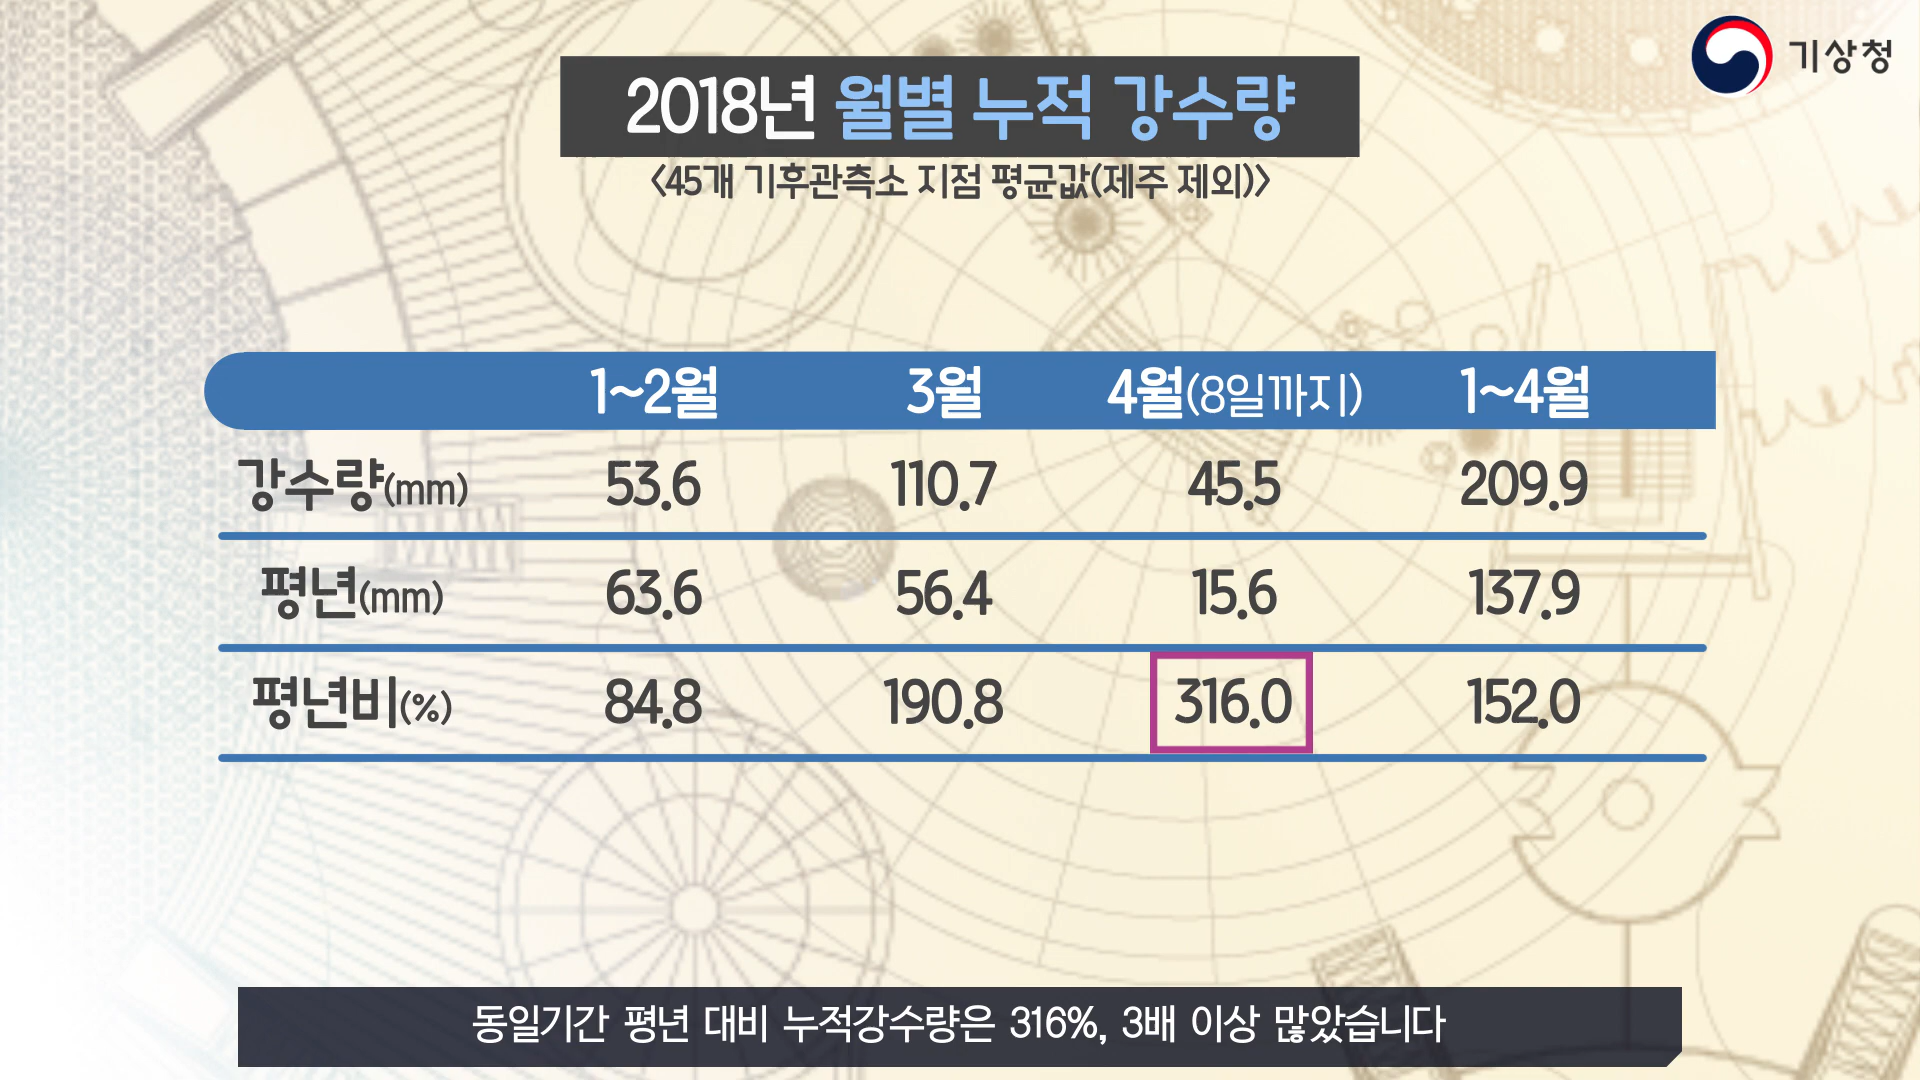 기상청
2018년 월별 누적 강수량
<45개 기후관측소 지점 평균값(제주 제외)>
1~2월 3월 4월(8일까지) 1~4월
강수량(mm) 53.6 110.7 45.5 209.9
평년(mm) 63.6 56.4 15.6 137.9
평년비(%) 84.8 190.8 316.0 152.0
동일기간 평년 대비 누적강수량은 316%, 3배 이상 많았습니다